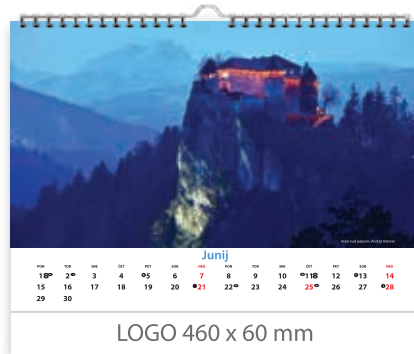 Junij
PON TOR SRE ČET PET SOB NED PON TOR SRE ČET PET SOB NED
1 2 3 4 5 6 7 8 9 10 11 12 13 14
15 16 17 18 19 20 21 22 23 24 25 26 27 28
29 30
LOGO 460 x 60 mm